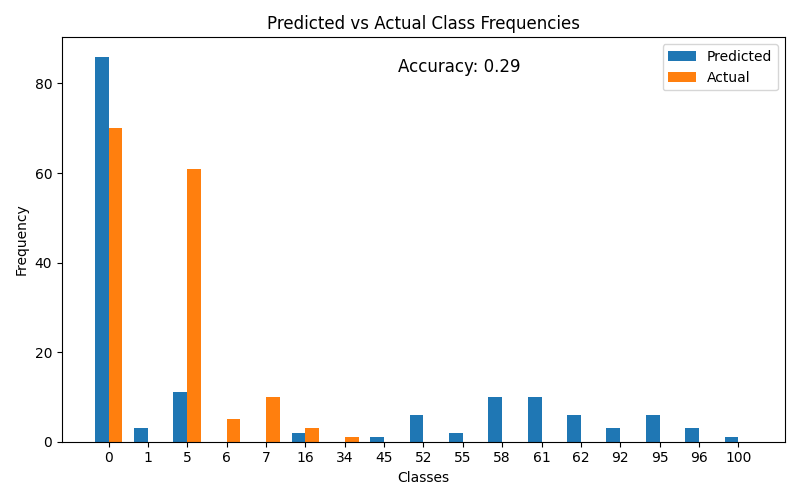 Predicted vs Actual Class Frequencies
Accuracy: 0.29
Predicted
Actual
Frequency
80
60
40
20
0
0 1 5 6 7 16 34 45 52 55 58 61 62 92 95 96 100
Classes